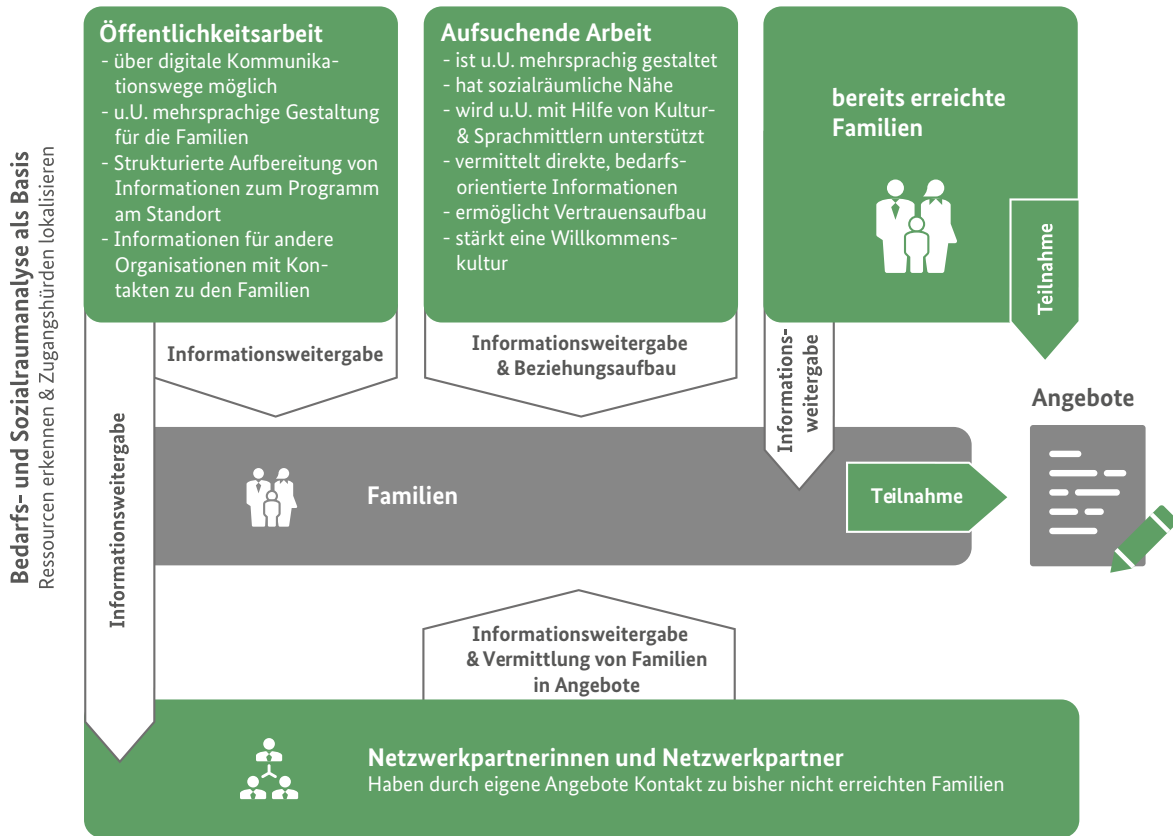 Bedarfs- und Sozialraumanalyse als Basis
Ressourcen erkennen & Zugangshürden lokalisieren
Öffentlichkeitsarbeit
- über digitale Kommunika-
tionswege möglich
- u.U. mehrsprachige Gestaltung
für die Familien
- Strukturierte Aufbereitung von
Informationen zum Programm
am Standort
- Informationen für andere
Organisationen mit Kon-
takten zu den Familien
Aufsuchende Arbeit
- ist u.U. mehrsprachig gestaltet
- hat sozialräumliche Nähe
- wird u.U. mit Hilfe von Kultur-
& Sprachmittlern unterstützt
- vermittelt direkte, bedarfs-
orientierte Informationen
- ermöglicht Vertrauensaufbau
- stärkt eine Willkommens-
kultur
bereits erreichte
Familien
Teilnahme
Informationsweitergabe
Informationsweitergabe
& Beziehungsaufbau
Informations-
weitergabe
Informationsweitergabe
Angebote
Familien
Teilnahme
Informationsweitergabe
& Vermittlung von Familien
in Angebote
Netzwerkpartnerinnen und Netzwerkpartner
Haben durch eigene Angebote Kontakt zu bisher nicht erreichten Familien